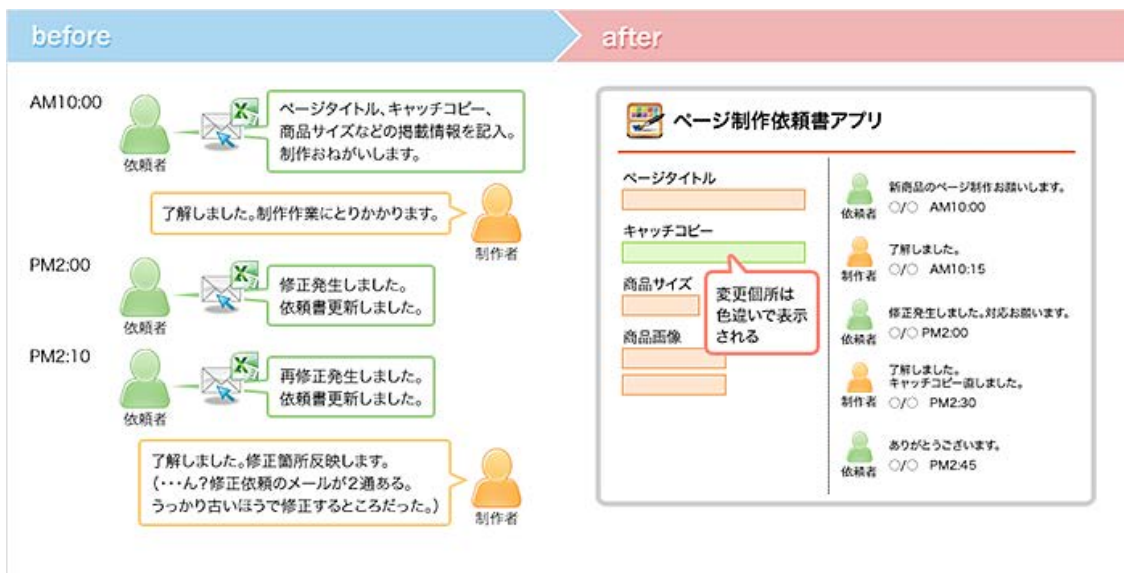 before
after
AM10:00
ページタイトル、キャッチコピー、
商品サイズなどの掲載情報を記入。
制作おねがいします。
依頼者
了解しました。制作作業にとりかかります。
制作者
PM2:00
修正発生しました。
依頼書更新しました。
依頼者
PM2:10
再修正発生しました。
依頼書更新しました。
依頼者
了解しました。修正箇所反映します。
(・・・ん?修正依頼のメールが2通ある。
うっかり古いほうで修正するところだった。)
制作者
ページ制作依頼書アプリ
ページタイトル
キャッチコピー
商品サイズ
商品画像
変更個所は
色違いで表示
される
新商品のページ制作お願いします。
依頼者 ○/○ AM10:00
了解しました。
制作者 ○/○ AM10:15
修正発生しました。対応お願います。
依頼者 ○/○ PM2:00
了解しました。
キャッチコピー直しました。
制作者 ○/○ PM2:30
ありがとうございます。
依頼者 ○/○ PM2:45